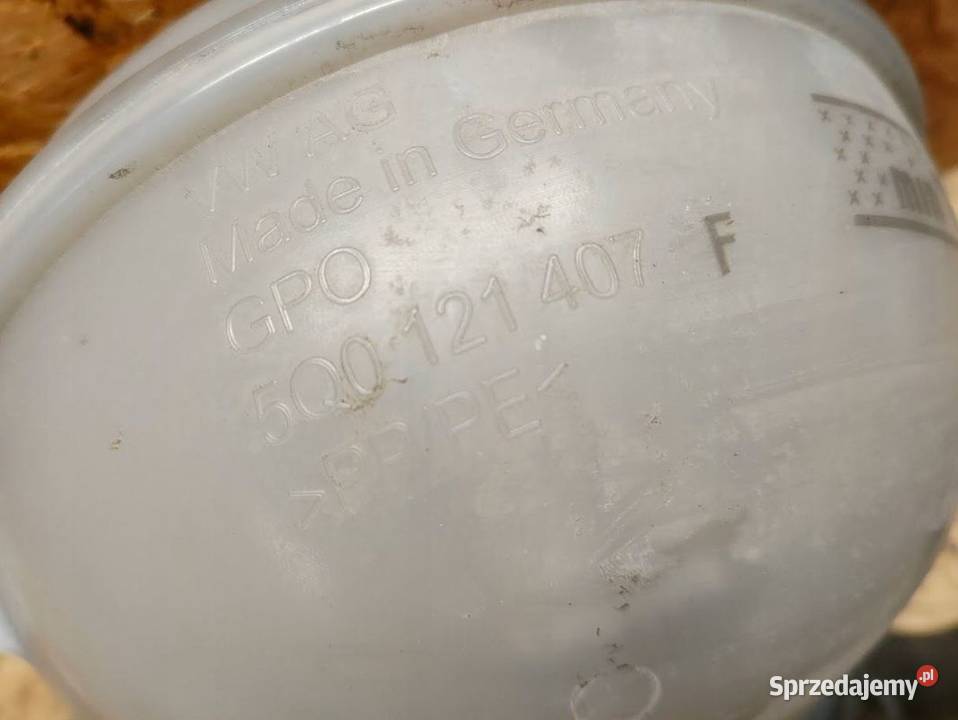 VW AG
Made in Germany
GPO
5Q0 121 407 F
>PP/PE<
Sprzedajemy.pl